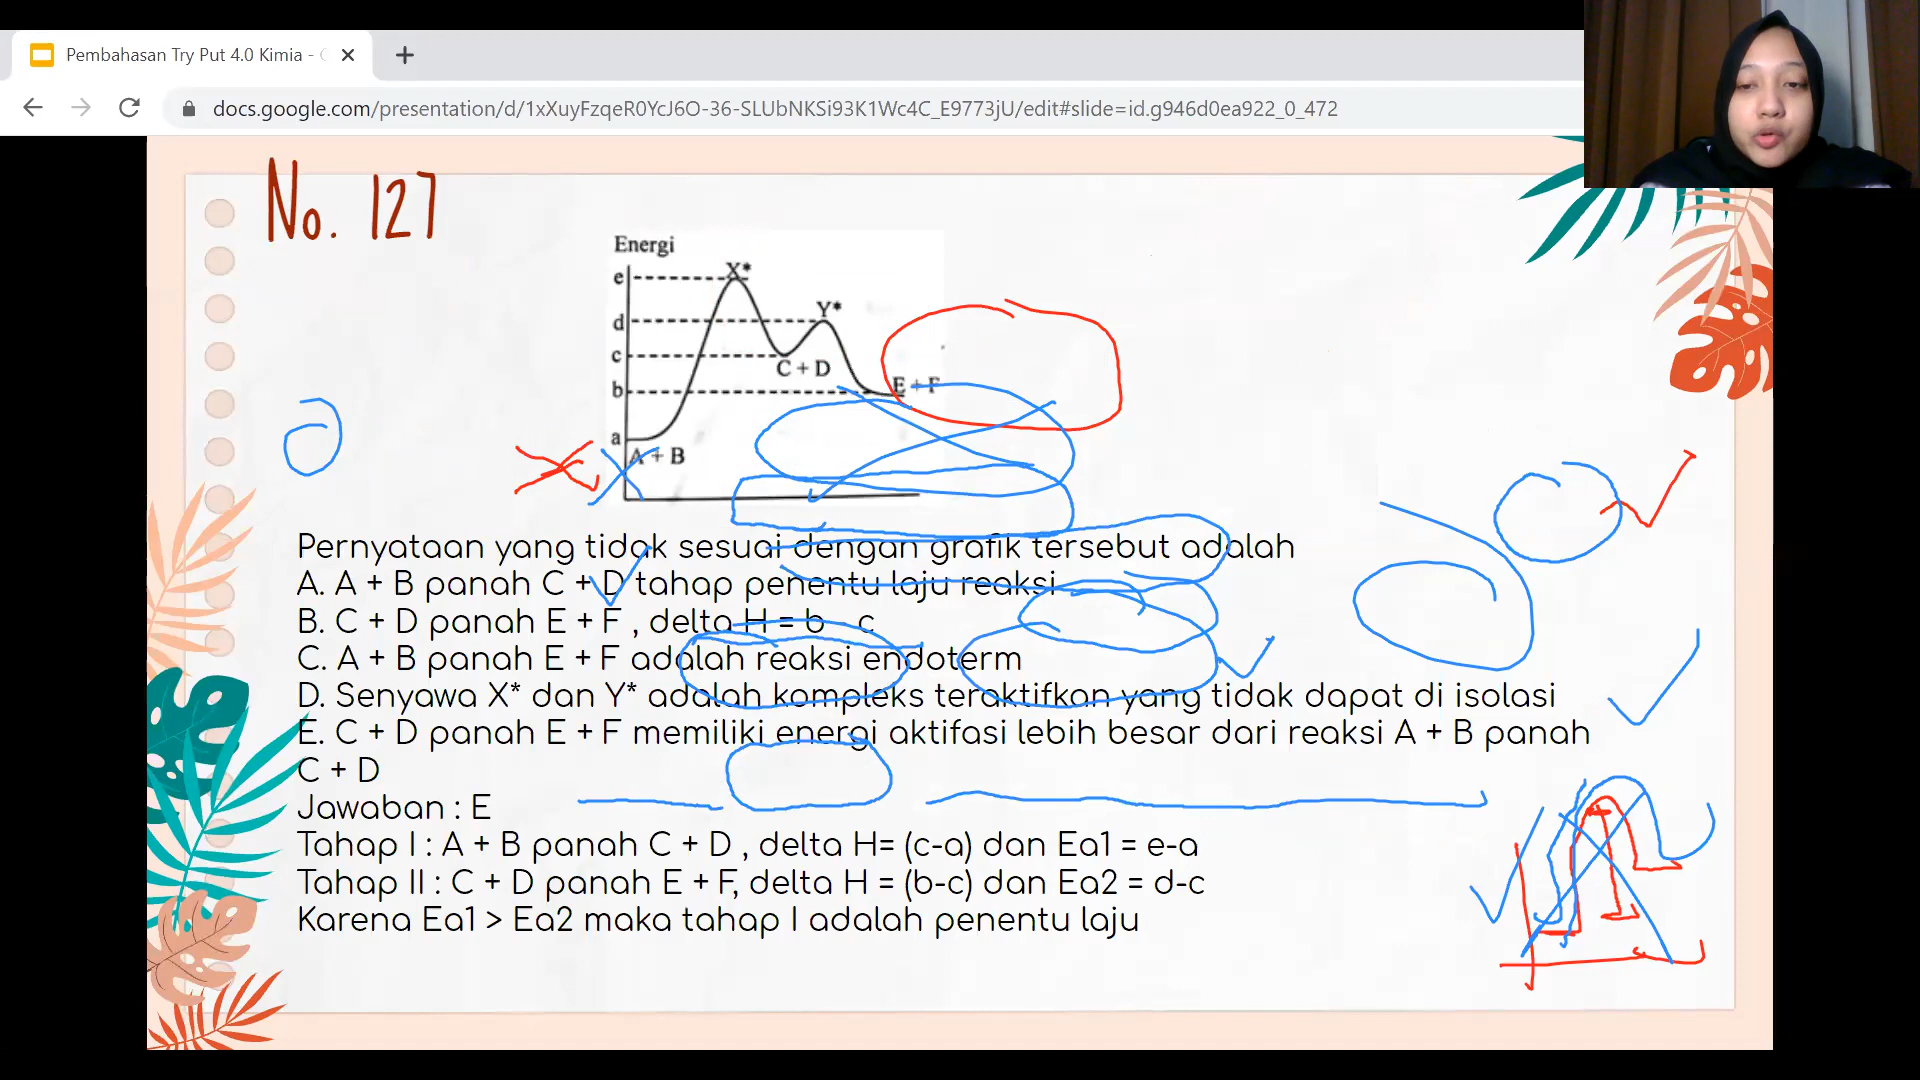 Pembahasan Try Put 4.0 Kimia -
docs.google.com/presentation/d/1xXuyFzqeR0YcJ6O-36-SLUbNKSi93K1Wc4C_E9773jU/edit#slide=id.g946d0ea922_0_472
No. 127
Energi
e
X*
d
Y*
c
C + D
b
E + F
a
A + B
Pernyataan yang tidak sesuai dengan grafik tersebut adalah
A. A + B panah C + D tahap penentu laju reaksi
B. C + D panah E + F , delta H = b - c
C. A + B panah E + F adalah reaksi endoterm
D. Senyawa X* dan Y* adalah kompleks teraktifkan yang tidak dapat di isolasi
E. C + D panah E + F memiliki energi aktifasi lebih besar dari reaksi A + B panah
C + D
Jawaban : E
Tahap I : A + B panah C + D , delta H= (c-a) dan Ea1 = e-a
Tahap II : C + D panah E + F, delta H = (b-c) dan Ea2 = d-c
Karena Ea1 > Ea2 maka tahap I adalah penentu laju